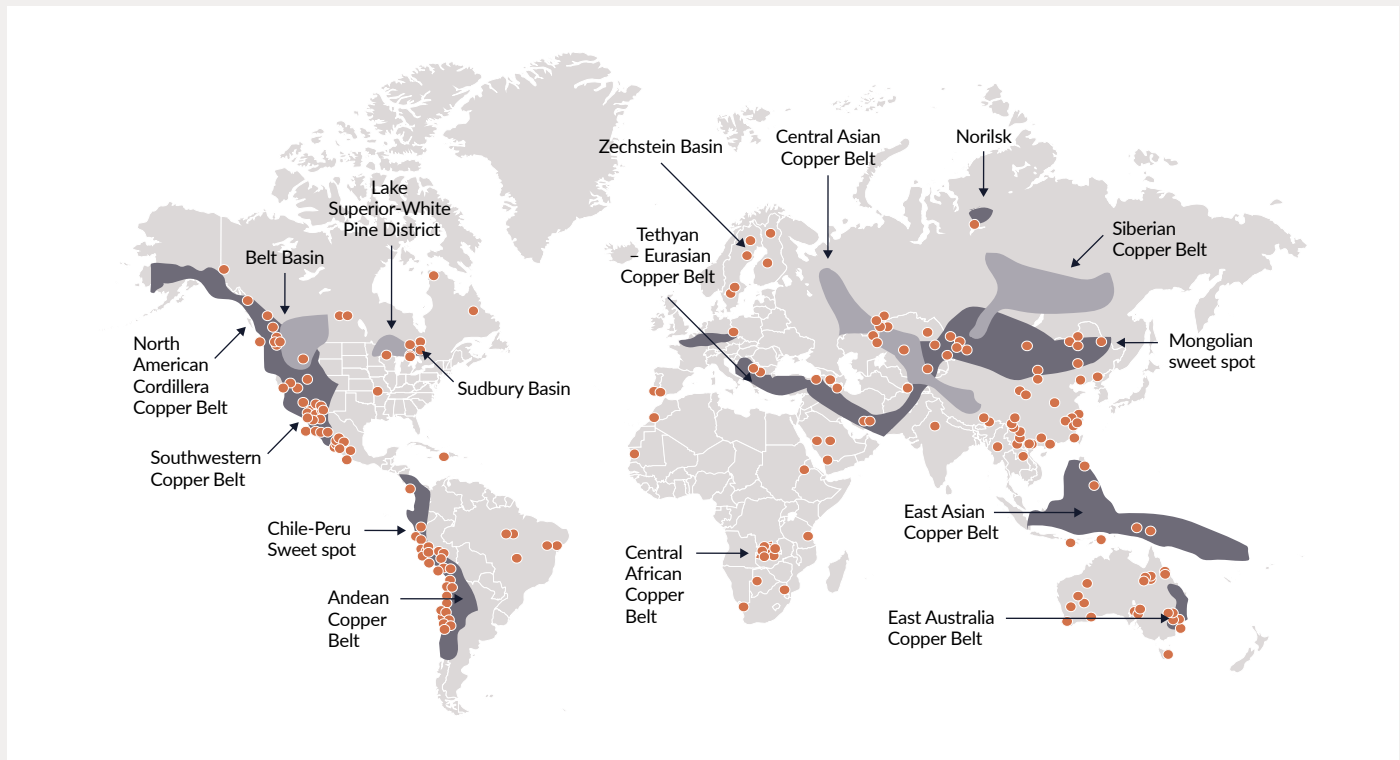 Zechstein Basin
Central Asian
Copper Belt
Norilsk
Lake
Superior-White
Pine District
Tethyan
– Eurasian
Copper Belt
Siberian
Copper Belt
Belt Basin
North
American
Cordillera
Copper Belt
Mongolian
sweet spot
Sudbury Basin
Southwestern
Copper Belt
East Asian
Copper Belt
Chile-Peru
Sweet spot
Central
African
Copper
Belt
Andean
Copper
Belt
East Australia
Copper Belt